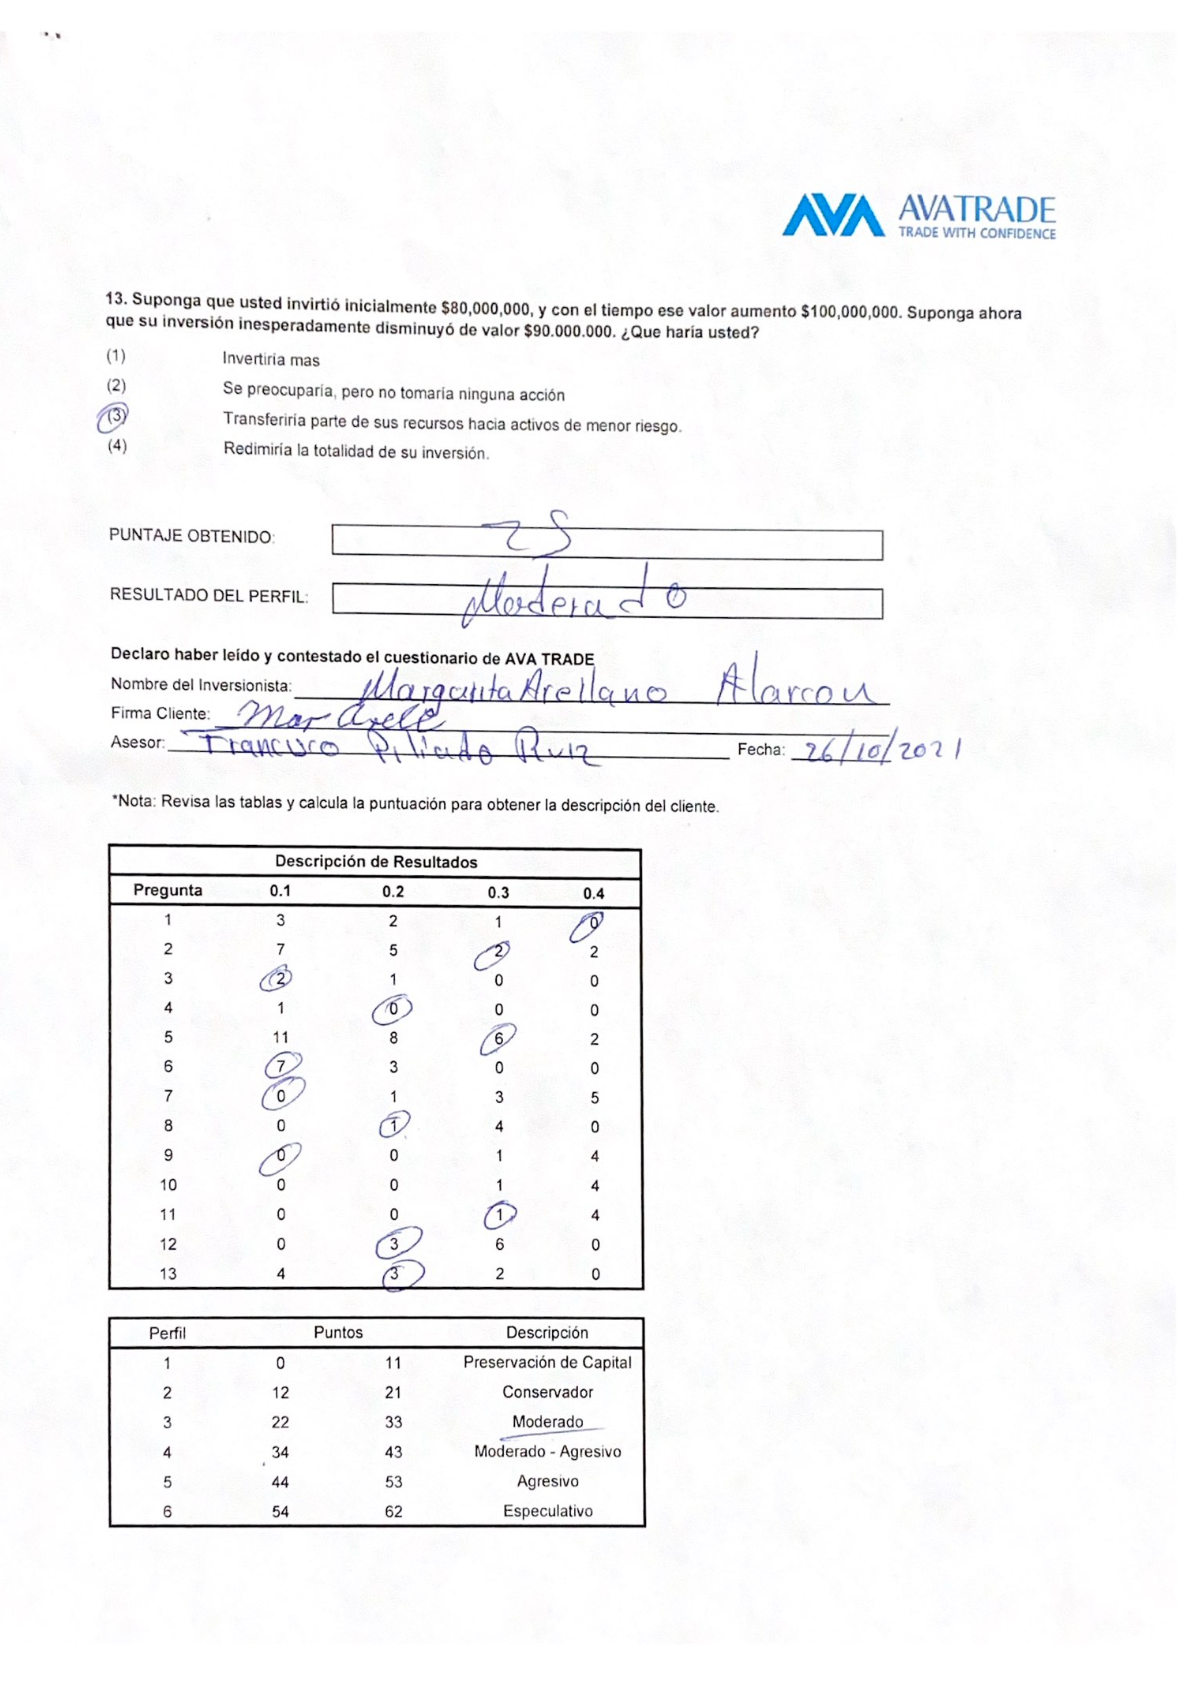 AVA AVATRADE
TRADE WITH CONFIDENCE
13. Suponga que usted invirtió inicialmente $80,000,000, y con el tiempo ese valor aumento $100,000,000. Suponga ahora
que su inversión inesperadamente disminuyó de valor $90.000.000. ¿Que haría usted?
(1) Invertiria mas
(2) Se preocuparía, pero no tomaría ninguna acción
(3) Transferiría parte de sus recursos hacia activos de menor riesgo.
(4) Redimiría la totalidad de su inversión.
PUNTAJE OBTENIDO: 25
RESULTADO DEL PERFIL: Moderado
Declaro haber leído y contestado el cuestionario de AVA TRADE
Nombre del Inversionista: Margarita Arellano Alarcon
Firma Cliente: Mar Arell
Asesor: Ruiz Fecha: 26/10/2021
*Nota: Revisa las tablas y calcula la puntuación para obtener la descripción del cliente.
Descripción de Resultados
Pregunta 0.1 0.2 0.3 0.4
1 3 2 1 0
2 7 5 2 2
3 2 1 0 0
4 1 0 0 0
5 11 8 6 2
6 7 3 0 0
7 0 1 3 5
8 0 1 4 0
9 0 0 1 4
10 0 0 1 4
11 0 0 1 4
12 0 3 6 0
13 4 3 2 0
Perfil Puntos Descripción
1 0 11 Preservación de Capital
2 12 21 Conservador
3 22 33 Moderado
4 34 43 Moderado - Agresivo
5 44 53 Agresivo
6 54 62 Especulativo